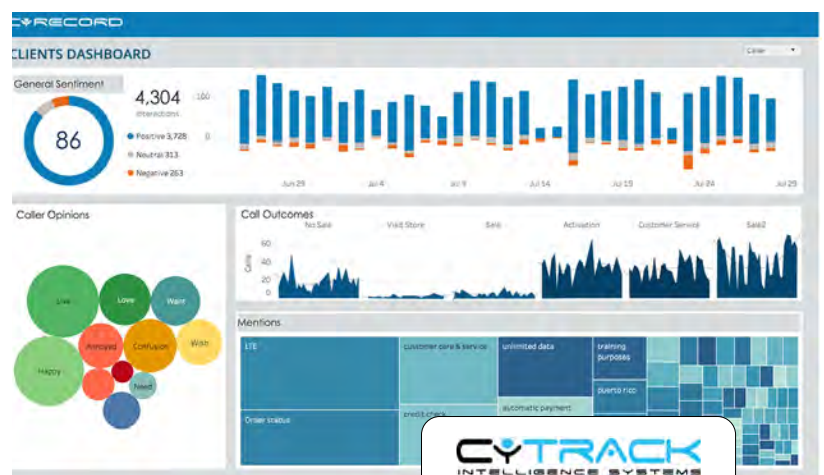 CYRECORD
CLIENTS DASHBOARD
Caller
General Sentiment
86
4,304
interactions
Positive 3,728
Neutral 313
Negative 263
100
0
Jun 29
Jul 4
Jul 9
Jul 14
Jul 19
Jul 24
Jul 29
Caller Opinions
Like
Love
Want
Annoyed
Confusion
Wish
Happy
Need
Call Outcomes
No Sale
Visit Store
Sale
Activation
Customer Service
Sale2
Calls
60
40
20
0
Mentions
LTE
customer care & service
unlimited data
training
purposes
puerto rico
Order status
credit check
automatic payment
CYTRACK
INTELLIGENCE SYSTEMS